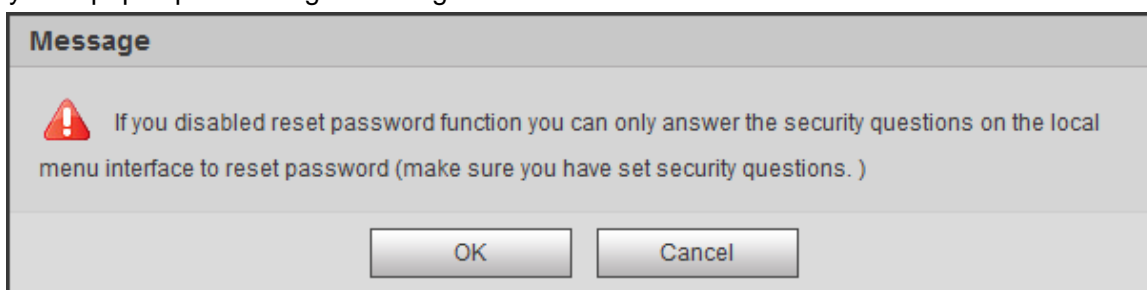 Message
If you disabled reset password function you can only answer the security questions on the local
menu interface to reset password (make sure you have set security questions. )
OK
Cancel